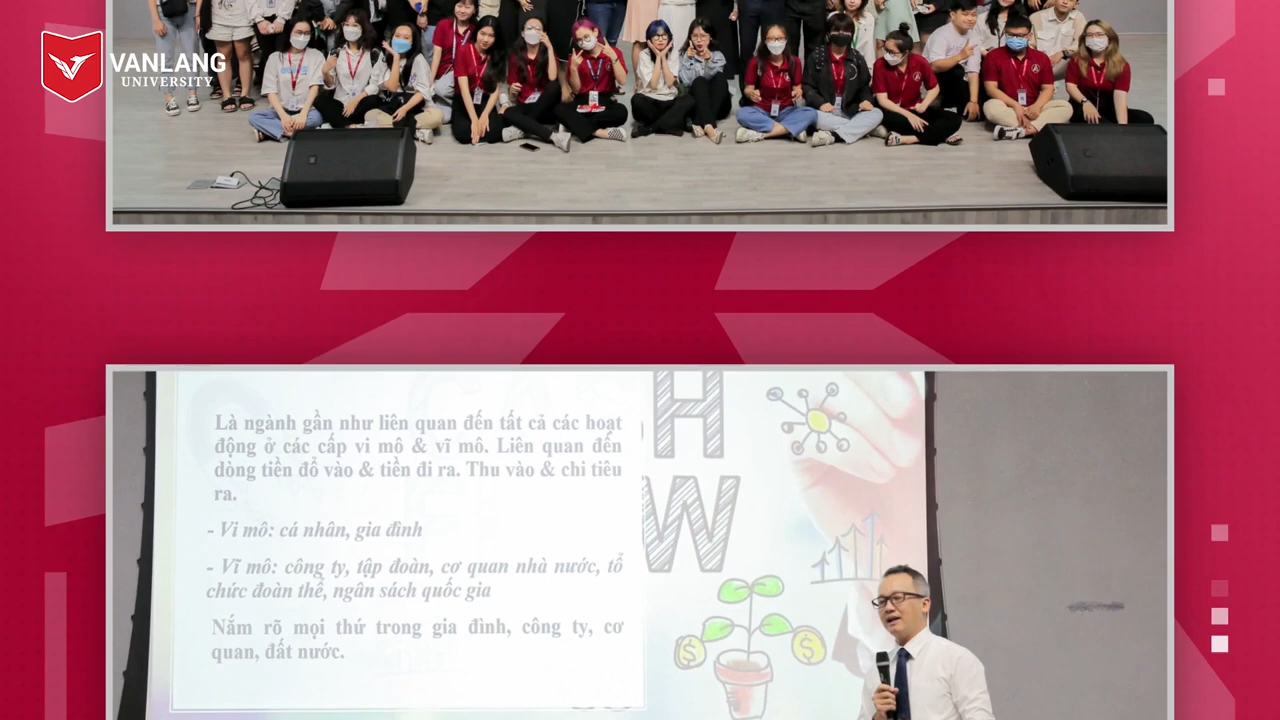 VANLANG
UNIVERSITY
Là ngành gần như liên quan đến tất cả các hoạt
động ở các cấp vi mô & vĩ mô. Liên quan đến
dòng tiền đổ vào & tiền đi ra. Thu vào & chi tiêu
ra.
- Vi mô: cá nhân, gia đình
- Vĩ mô: công ty, tập đoàn, cơ quan nhà nước, tổ
chức đoàn thể, ngân sách quốc gia
Nắm rõ mọi thứ trong gia đình, công ty, cơ
quan, đất nước.
H
W
$ $